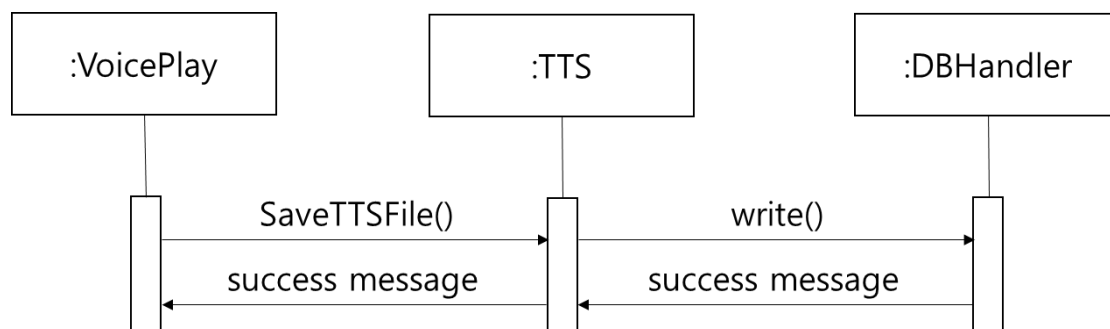 :VoicePlay
:TTS
:DBHandler
SaveTTSFile()
write()
success message
success message